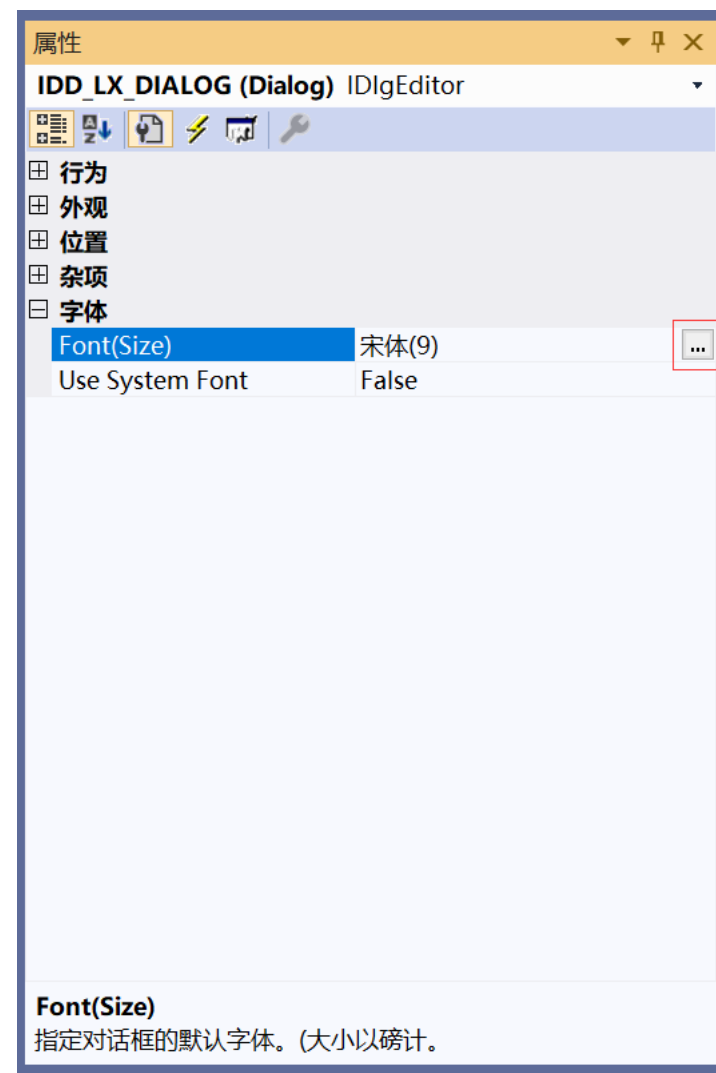 属性
IDD_LX_DIALOG (Dialog) IDlgEditor
行为
外观
位置
杂项
字体
Font(Size) 宋体(9) ...
Use System Font False
Font(Size)
指定对话框的默认字体。(大小以磅计。